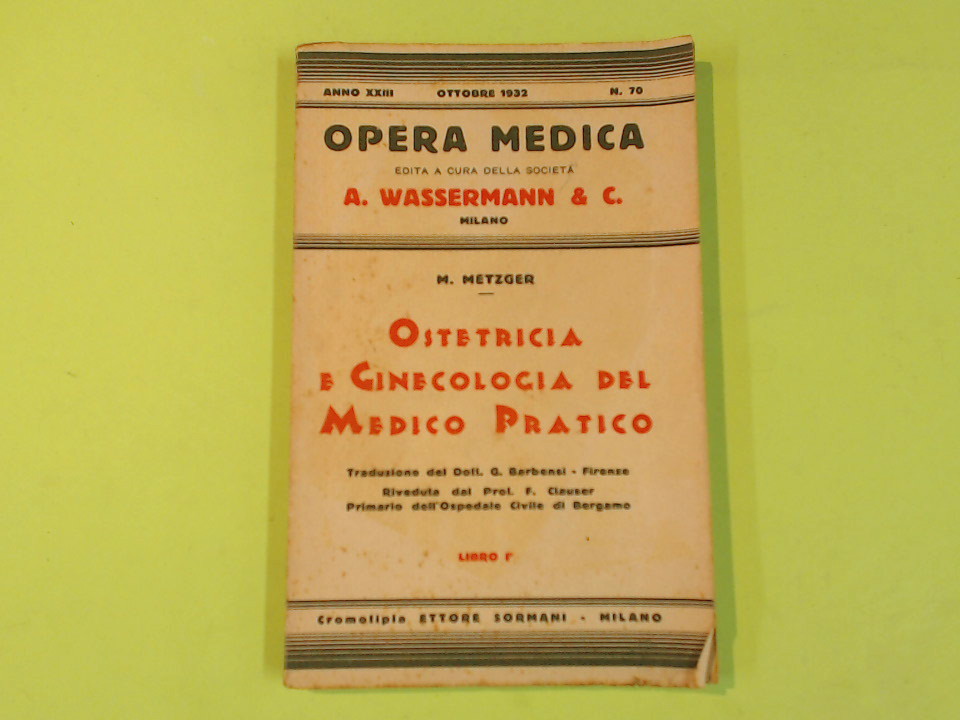 ANNO XXIII OTTOBRE 1932 N. 70
OPERA MEDICA
EDITA A CURA DELLA SOCIETÀ
A. WASSERMANN & C.
MILANO
M. METZGER
OSTETRICIA
E GINECOLOGIA DEL
MEDICO PRATICO
Traduzione del Dott. G. Barbensi - Firenze
Riveduta dal Prof. F. Clauser
Primario dell'Ospedale Civile di Bergamo
LIBRO I°
Cromotipia ETTORE SORMANI - MILANO